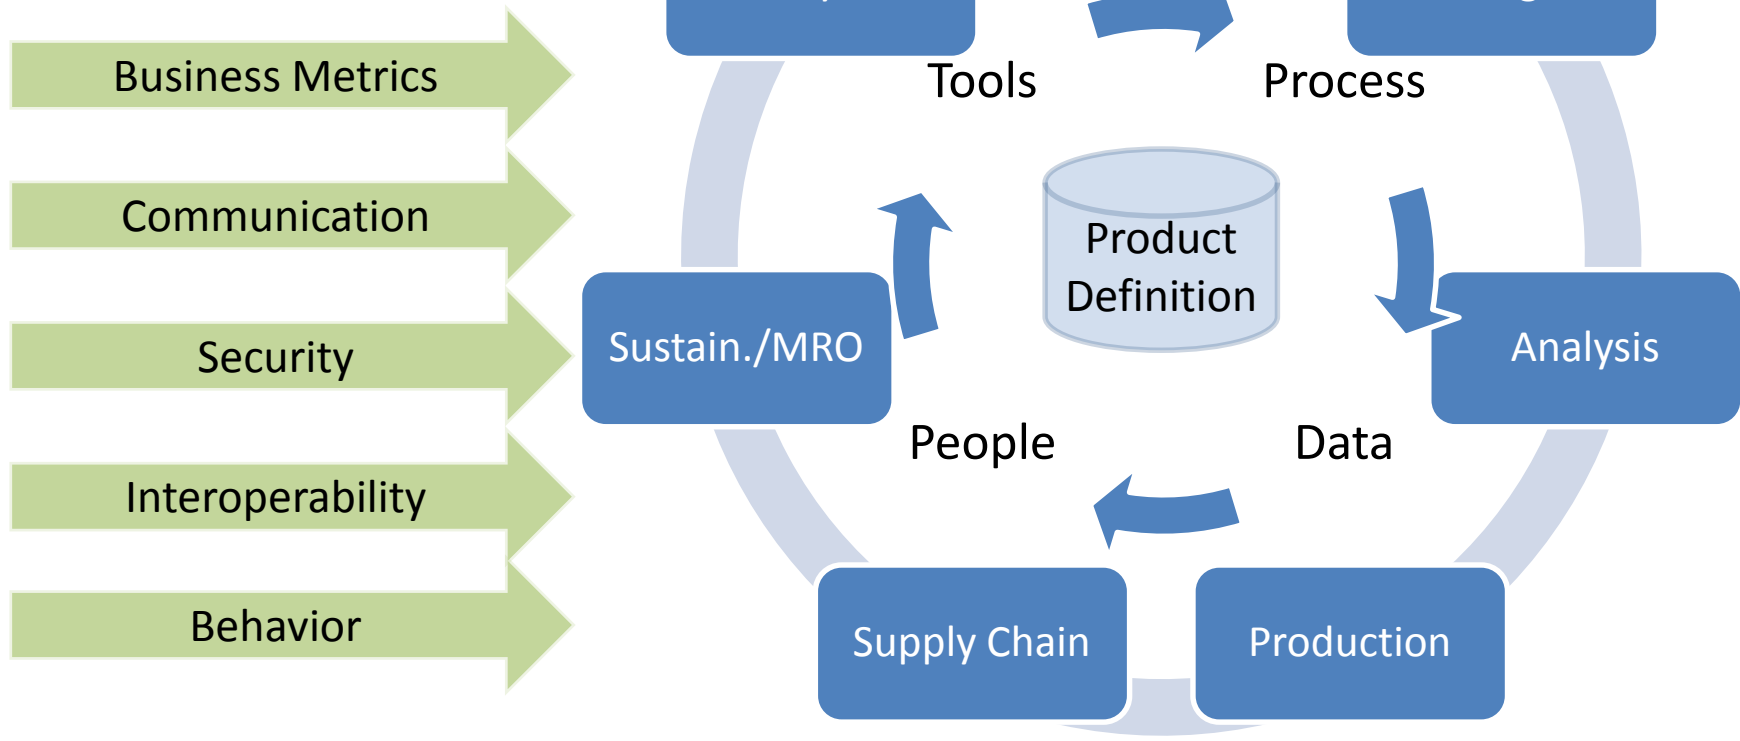 Business Metrics
Communication
Security
Interoperability
Behavior
Tools
Process
Product
Definition
Sustain./MRO
Analysis
People
Data
Supply Chain
Production